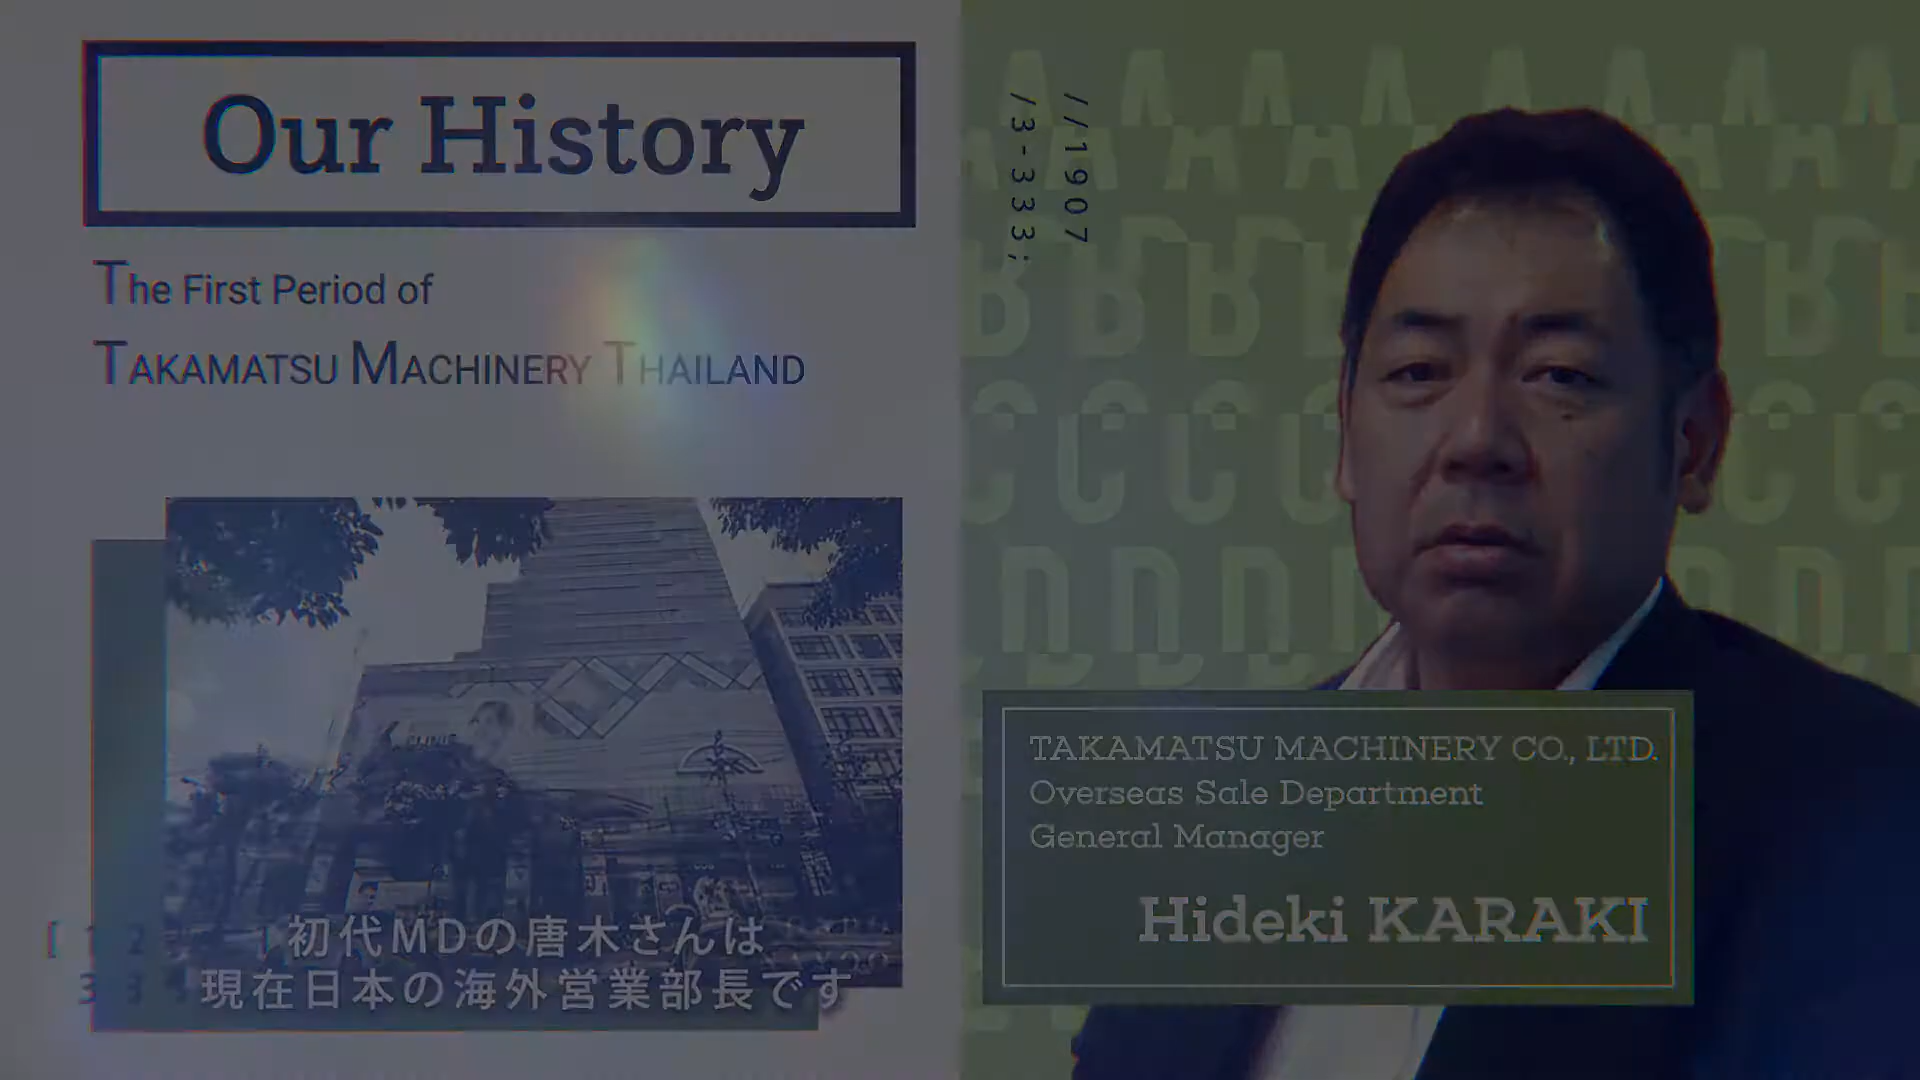 Our History
The First Period of
TAKAMATSU MACHINERY THAILAND
初代MDの唐木さんは
現在日本の海外営業部長です
//1907
/3-333;
TAKAMATSU MACHINERY CO., LTD.
Overseas Sale Department
General Manager
Hideki KARAKI